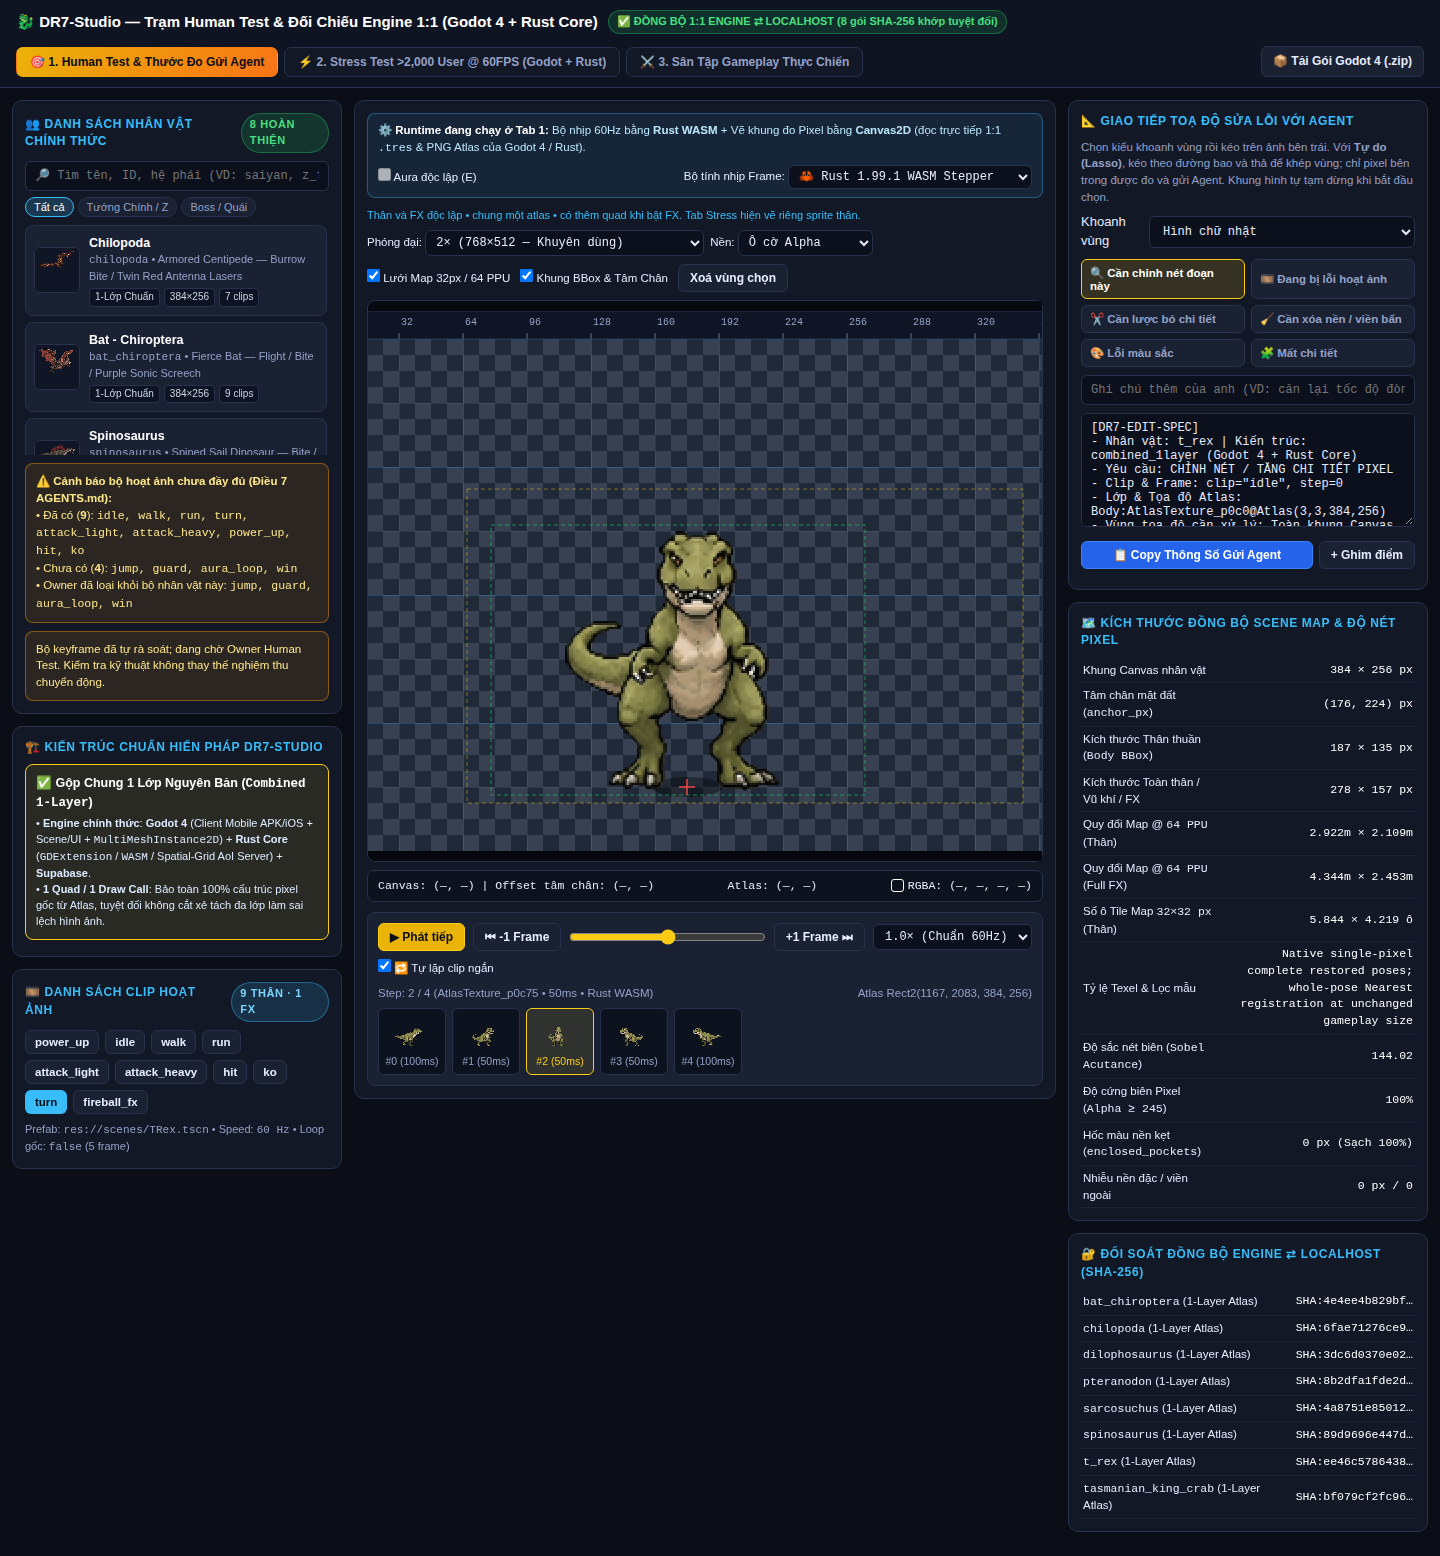 🐉 DR7-Studio — Trạm Human Test & Đối Chiếu Engine 1:1 (Godot 4 + Rust Core)
✅ ĐỒNG BỘ 1:1 ENGINE ⇄ LOCALHOST (8 gói SHA-256 khớp tuyệt đối)
🎯 1. Human Test & Thước Đo Gửi Agent
⚡ 2. Stress Test >2,000 User @ 60FPS (Godot + Rust)
⚔️ 3. Sân Tập Gameplay Thực Chiến
📦 Tải Gói Godot 4 (.zip)
👥 DANH SÁCH NHÂN VẬT
CHÍNH THỨC
8 HOÀN
THIỆN
🔎 Tìm tên, ID, hệ phái (VD: saiyan, z_f
Tất cả
Tướng Chính / Z
Boss / Quái
Chilopoda
chilopoda • Armored Centipede — Burrow
Bite / Twin Red Antenna Lasers
1-Lớp Chuẩn 384×256 7 clips
Bat - Chiroptera
bat_chiroptera • Fierce Bat — Flight / Bite
/ Purple Sonic Screech
1-Lớp Chuẩn 384×256 9 clips
Spinosaurus
spinosaurus • Spined Sail Dinosaur — Bite /
⚠️ Cảnh báo bộ hoạt ảnh chưa đầy đủ (Điều 7
AGENTS.md):
• Đã có (9): idle, walk, run, turn,
attack_light, attack_heavy, power_up,
hit, ko
• Chưa có (4): jump, guard, aura_loop, win
• Owner đã loại khỏi bộ nhân vật này: jump, guard,
aura_loop, win
Bộ keyframe đã tự rà soát; đang chờ Owner Human
Test. Kiểm tra kỹ thuật không thay thế nghiệm thu
chuyển động.
🏗️ KIẾN TRÚC CHUẨN HIẾN PHÁP DR7-STUDIO
✅ Gộp Chung 1 Lớp Nguyên Bản (Combined
1-Layer)
• Engine chính thức: Godot 4 (Client Mobile APK/iOS +
Scene/UI + MultiMeshInstance2D) + Rust Core
(GDExtension / WASM / Spatial-Grid AoI Server) +
Supabase.
• 1 Quad / 1 Draw Call: Bảo toàn 100% cấu trúc pixel
gốc từ Atlas, tuyệt đối không cắt xẻ tách đa lớp làm sai
lệch hình ảnh.
🎞️ DANH SÁCH CLIP HOẠT
ẢNH
9 THÂN · 1
FX
power_up idle walk run
attack_light attack_heavy hit ko
turn fireball_fx
Prefab: res://scenes/TRex.tscn • Speed: 60 Hz • Loop
gốc: false (5 frame)
⚙️ Runtime đang chạy ở Tab 1: Bộ nhịp 60Hz bằng Rust WASM + Vẽ khung đo Pixel bằng Canvas2D (đọc trực tiếp 1:1
.tres & PNG Atlas của Godot 4 / Rust).
Aura độc lập (E)
Bộ tính nhịp Frame: 🦀 Rust 1.99.1 WASM Stepper
Thân và FX độc lập • chung một atlas • có thêm quad khi bật FX. Tab Stress hiện vẽ riêng sprite thân.
Phóng đại: 2× (768×512 — Khuyên dùng) Nền: Ô cờ Alpha
Lưới Map 32px / 64 PPU Khung BBox & Tâm Chân Xoá vùng chọn
32 64 96 128 160 192 224 256 288 320
Canvas: (—, —) | Offset tâm chân: (—, —) Atlas: (—, —) RGBA: (—, —, —, —)
▶ Phát tiếp ⏮ -1 Frame +1 Frame ⏭ 1.0× (Chuẩn 60Hz)
🔁 Tự lặp clip ngắn
Step: 2 / 4 (AtlasTexture_p0c75 • 50ms • Rust WASM) Atlas Rect2(1167, 2083, 384, 256)
#0 (100ms) #1 (50ms) #2 (50ms) #3 (50ms) #4 (100ms)
📐 GIAO TIẾP TOẠ ĐỘ SỬA LỖI VỚI AGENT
Chọn kiểu khoanh vùng rồi kéo trên ảnh bên trái. Với Tự do
(Lasso), kéo theo đường bao và thả để khép vùng; chỉ pixel bên
trong được đo và gửi Agent. Khung hình tự tạm dừng khi bắt đầu
chọn.
Khoanh
vùng
Hình chữ nhật
🔍 Cần chỉnh nét đoạn
này
🎞️ Đang bị lỗi hoạt ảnh
✂️ Cần lược bỏ chi tiết 🧹 Cần xóa nền / viền bẩn
🎨 Lỗi màu sắc 🧩 Mất chi tiết
Ghi chú thêm của anh (VD: căn lại tốc độ đòn
[DR7-EDIT-SPEC]
- Nhân vật: t_rex | Kiến trúc:
combined_1layer (Godot 4 + Rust Core)
- Yêu cầu: CHỈNH NÉT / TĂNG CHI TIẾT PIXEL
- Clip & Frame: clip="idle", step=0
- Lớp & Tọa độ Atlas:
Body:AtlasTexture_p0c0@Atlas(3,3,384,256)
- Vùng toạ độ cần xử lý: Toàn khung Canvas
📋 Copy Thông Số Gửi Agent + Ghim điểm
🗺️ KÍCH THƯỚC ĐỒNG BỘ SCENE MAP & ĐỘ NÉT
PIXEL
Khung Canvas nhân vật 384 × 256 px
Tâm chân mặt đất
(anchor_px) (176, 224) px
Kích thước Thân thuần
(Body BBox) 187 × 135 px
Kích thước Toàn thân /
Vũ khí / FX 278 × 157 px
Quy đổi Map @ 64 PPU
(Thân) 2.922m × 2.109m
Quy đổi Map @ 64 PPU
(Full FX) 4.344m × 2.453m
Số ô Tile Map 32×32 px
(Thân) 5.844 × 4.219 ô
Tỷ lệ Texel & Lọc mẫu
Native single-pixel
complete restored poses;
whole-pose Nearest
registration at unchanged
gameplay size
Độ sắc nét biên (Sobel
Acutance) 144.02
Độ cứng biên Pixel
(Alpha ≥ 245) 100%
Hốc màu nền kẹt
(enclosed_pockets) 0 px (Sạch 100%)
Nhiễu nền đặc / viền
ngoài 0 px / 0
🔐 ĐỐI SOÁT ĐỒNG BỘ ENGINE ⇄ LOCALHOST
(SHA-256)
bat_chiroptera (1-Layer Atlas) SHA:4e4ee4b829bf…
chilopoda (1-Layer Atlas) SHA:6fae71276ce9…
dilophosaurus (1-Layer Atlas) SHA:3dc6d0370e02…
pteranodon (1-Layer Atlas) SHA:8b2dfa1fde2d…
sarcosuchus (1-Layer Atlas) SHA:4a8751e85012…
spinosaurus (1-Layer Atlas) SHA:89d9696e447d…
t_rex (1-Layer Atlas) SHA:ee46c5786438…
tasmanian_king_crab (1-Layer
Atlas) SHA:bf079cf2fc96…